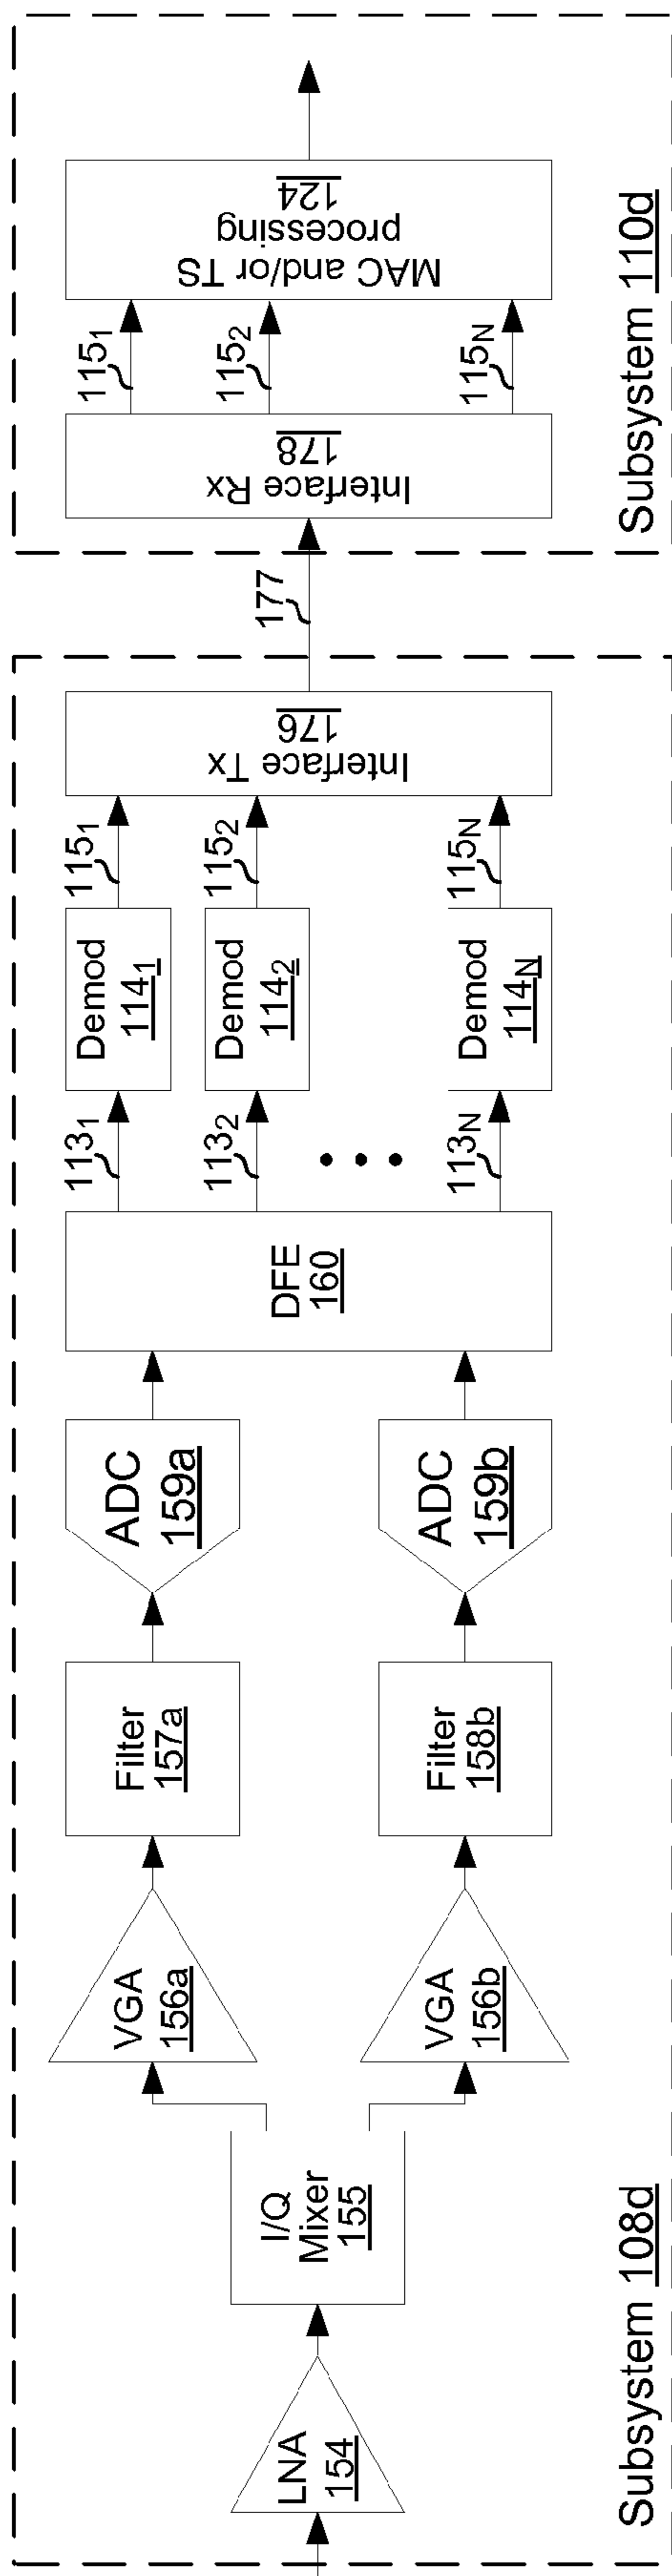 LNA
154
I/Q
Mixer
155
VGA
156a
VGA
156b
Filter
157a
Filter
158b
ADC
159a
ADC
159b
DFE
160
113₁
113₂
113N
Demod
114₁
Demod
114₂
Demod
114N
115₁
115₂
115N
Interface Tx
176
Subsystem 108d
177
Interface Rx
178
115₁
115₂
115N
MAC and/or TS
processing
124
Subsystem 110d